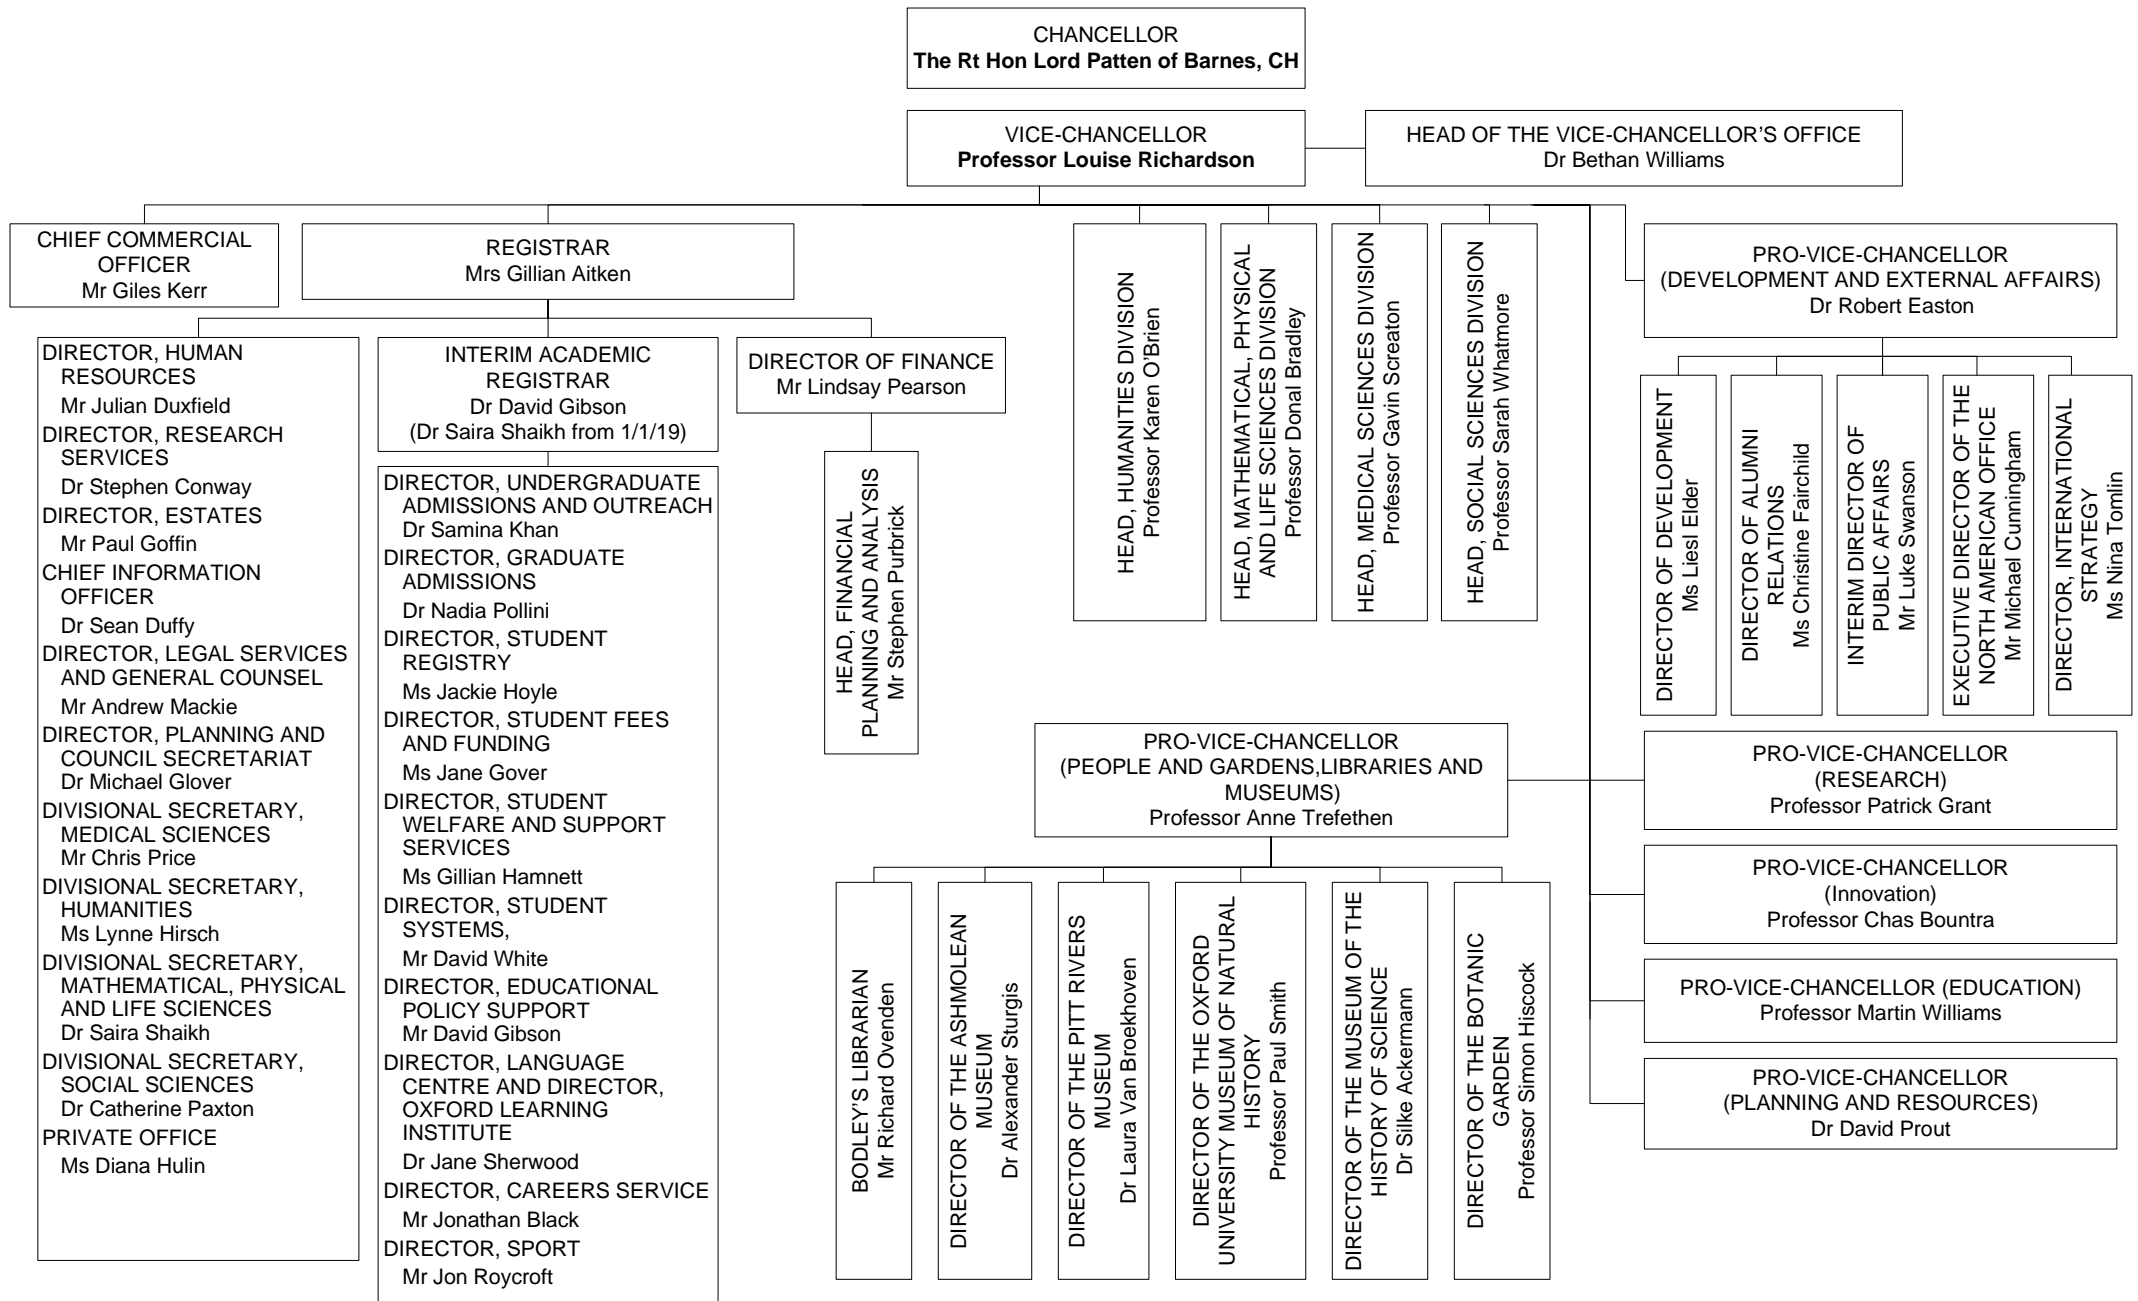 CHANCELLOR
The Rt Hon Lord Patten of Barnes, CH
VICE-CHANCELLOR
Professor Louise Richardson
HEAD OF THE VICE-CHANCELLOR'S OFFICE
Dr Bethan Williams
CHIEF COMMERCIAL
OFFICER
Mr Giles Kerr
REGISTRAR
Mrs Gillian Aitken
DIRECTOR, HUMAN
RESOURCES
Mr Julian Duxfield
DIRECTOR, RESEARCH
SERVICES
Dr Stephen Conway
DIRECTOR, ESTATES
Mr Paul Goffin
CHIEF INFORMATION
OFFICER
Dr Sean Duffy
DIRECTOR, LEGAL SERVICES
AND GENERAL COUNSEL
Mr Andrew Mackie
DIRECTOR, PLANNING AND
COUNCIL SECRETARIAT
Dr Michael Glover
DIVISIONAL SECRETARY,
MEDICAL SCIENCES
Mr Chris Price
DIVISIONAL SECRETARY,
HUMANITIES
Ms Lynne Hirsch
DIVISIONAL SECRETARY,
MATHEMATICAL, PHYSICAL
AND LIFE SCIENCES
Dr Saira Shaikh
DIVISIONAL SECRETARY,
SOCIAL SCIENCES
Dr Catherine Paxton
PRIVATE OFFICE
Ms Diana Hulin
INTERIM ACADEMIC
REGISTRAR
Dr David Gibson
(Dr Saira Shaikh from 1/1/19)
DIRECTOR, UNDERGRADUATE
ADMISSIONS AND OUTREACH
Dr Samina Khan
DIRECTOR, GRADUATE
ADMISSIONS
Dr Nadia Pollini
DIRECTOR, STUDENT
REGISTRY
Ms Jackie Hoyle
DIRECTOR, STUDENT FEES
AND FUNDING
Ms Jane Gover
DIRECTOR, STUDENT
WELFARE AND SUPPORT
SERVICES
Ms Gillian Hamnett
DIRECTOR, STUDENT
SYSTEMS,
Mr David White
DIRECTOR, EDUCATIONAL
POLICY SUPPORT
Mr David Gibson
DIRECTOR, LANGUAGE
CENTRE AND DIRECTOR,
OXFORD LEARNING
INSTITUTE
Dr Jane Sherwood
DIRECTOR, CAREERS SERVICE
Mr Jonathan Black
DIRECTOR, SPORT
Mr Jon Roycroft
DIRECTOR OF FINANCE
Mr Lindsay Pearson
HEAD, FINANCIAL
PLANNING AND ANALYSIS
Mr Stephen Purbrick
HEAD, HUMANITIES DIVISION
Professor Karen O'Brien
HEAD, MATHEMATICAL, PHYSICAL
AND LIFE SCIENCES DIVISION
Professor Donal Bradley
HEAD, MEDICAL SCIENCES DIVISION
Professor Gavin Screaton
HEAD, SOCIAL SCIENCES DIVISION
Professor Sarah Whatmore
PRO-VICE-CHANCELLOR
(DEVELOPMENT AND EXTERNAL AFFAIRS)
Dr Robert Easton
DIRECTOR OF DEVELOPMENT
Ms Liesl Elder
DIRECTOR OF ALUMNI
RELATIONS
Ms Christine Fairchild
INTERIM DIRECTOR OF
PUBLIC AFFAIRS
Mr Luke Swanson
EXECUTIVE DIRECTOR OF THE
NORTH AMERICAN OFFICE
Mr Michael Cunningham
DIRECTOR, INTERNATIONAL
STRATEGY
Ms Nina Tomlin
PRO-VICE-CHANCELLOR
(PEOPLE AND GARDENS,LIBRARIES AND
MUSEUMS)
Professor Anne Trefethen
BODLEY'S LIBRARIAN
Mr Richard Ovenden
DIRECTOR OF THE ASHMOLEAN
MUSEUM
Dr Alexander Sturgis
DIRECTOR OF THE PITT RIVERS
MUSEUM
Dr Laura Van Broekhoven
DIRECTOR OF THE OXFORD
UNIVERSITY MUSEUM OF NATURAL
HISTORY
Professor Paul Smith
DIRECTOR OF THE MUSEUM OF THE
HISTORY OF SCIENCE
Dr Silke Ackermann
DIRECTOR OF THE BOTANIC
GARDEN
Professor Simon Hiscock
PRO-VICE-CHANCELLOR
(RESEARCH)
Professor Patrick Grant
PRO-VICE-CHANCELLOR
(Innovation)
Professor Chas Bountra
PRO-VICE-CHANCELLOR (EDUCATION)
Professor Martin Williams
PRO-VICE-CHANCELLOR
(PLANNING AND RESOURCES)
Dr David Prout